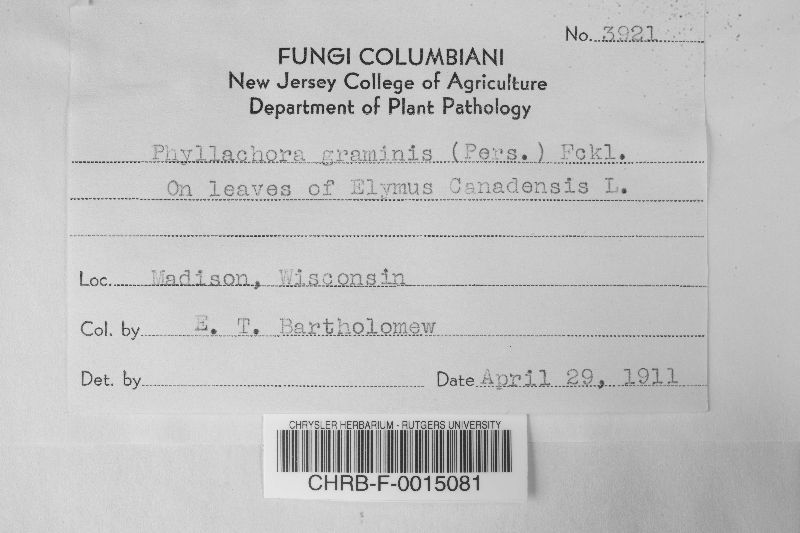 No. 3921
FUNGI COLUMBIANI
New Jersey College of Agriculture
Department of Plant Pathology
Phyllachora graminis (Pers.) Fckl.
On leaves of Elymus Canadensis L.
Loc. Madison, Wisconsin
Col. by E. T. Bartholomew
Det. by Date April 29, 1911
CHRYSLER HERBARIUM - RUTGERS UNIVERSITY
CHRB-F-0015081